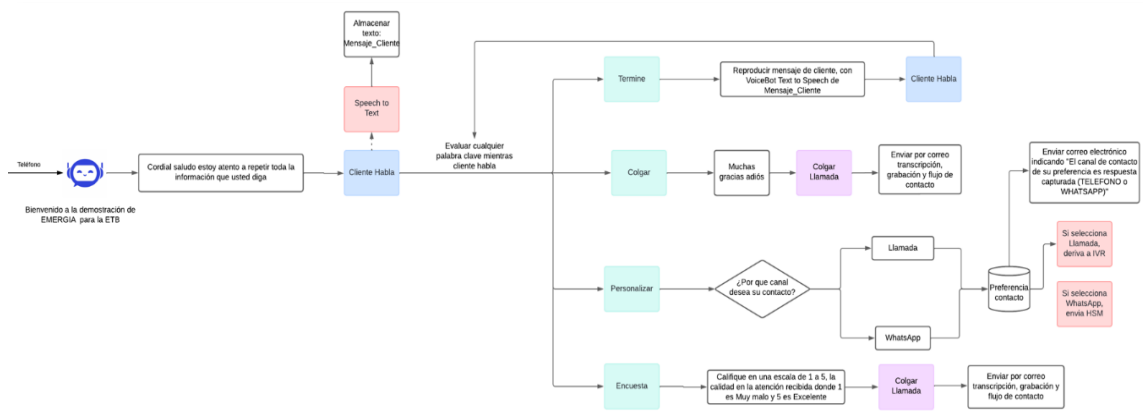 Teléfono
Bienvenido a la demostración de
EMERGIA para la ETB
Cordial saludo estoy atento a repetir toda la
información que usted diga
Almacenar
texto:
Mensaje_Cliente
Speech to
Text
Cliente Habla
Evaluar cualquier
palabra clave mientras
cliente habla
Termine
Reproducir mensaje de cliente, con
VoiceBot Text to Speech de
Mensaje_Cliente
Cliente Habla
Colgar
Muchas
gracias adiós
Colgar
Llamada
Enviar por correo
transcripción,
grabación y flujo de
contacto
Personalizar
¿Por que canal
desea su contacto?
Llamada
WhatsApp
Preferencia
contacto
Enviar correo electrónico
indicando "El canal de contacto
de su preferencia es respuesta
capturada (TELEFONO o
WHATSAPP)"
Si selecciona
Llamada,
deriva a IVR
Si selecciona
WhatsApp,
envia HSM
Encuesta
Califique en una escala de 1 a 5, la
calidad en la atención recibida donde 1
es Muy malo y 5 es Excelente
Colgar
Llamada
Enviar por correo
transcripción, grabación y
flujo de contacto